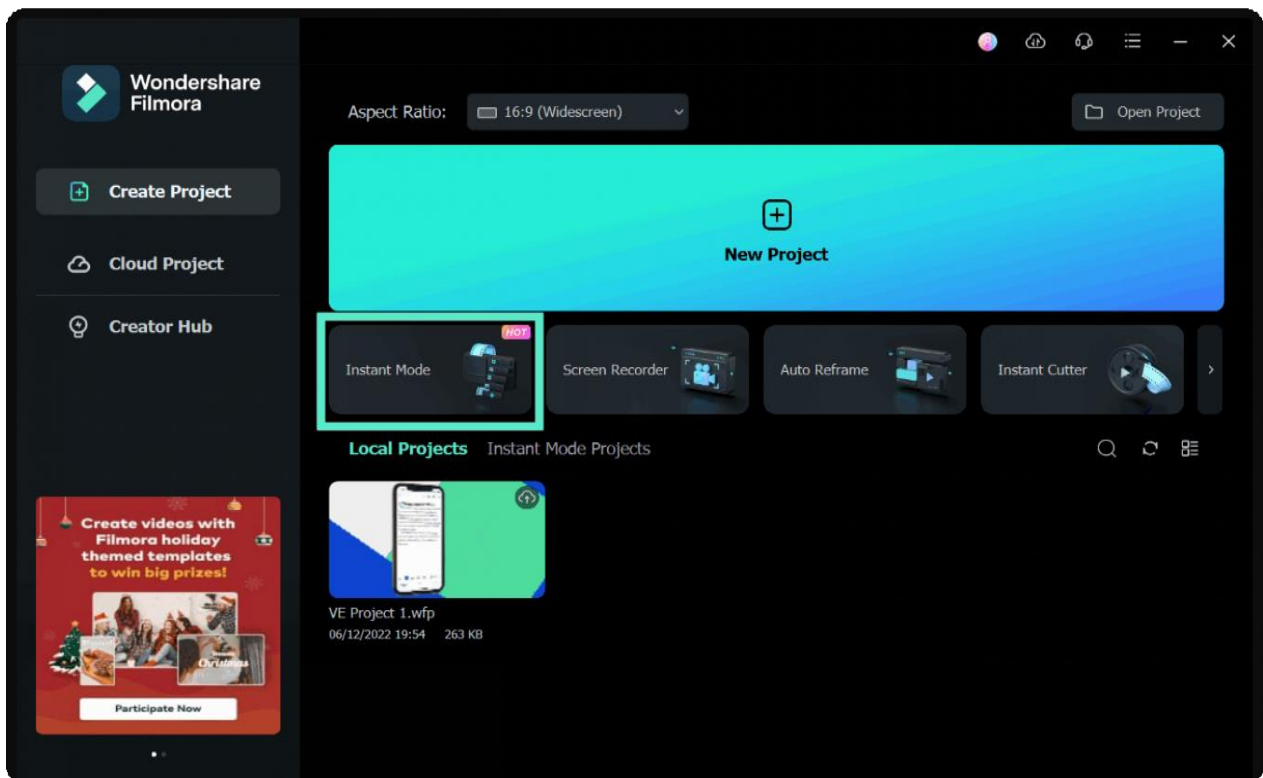 Wondershare
Filmora
Aspect Ratio:
16:9 (Widescreen)
Open Project
Create Project
Cloud Project
Creator Hub
New Project
Instant Mode
HOT
Screen Recorder
Auto Reframe
Instant Cutter
Local Projects
Instant Mode Projects
VE Project 1.wfp
06/12/2022 19:54 263 KB
Create videos with
Filmora holiday
themed templates
to win big prizes!
Christmas
Participate Now